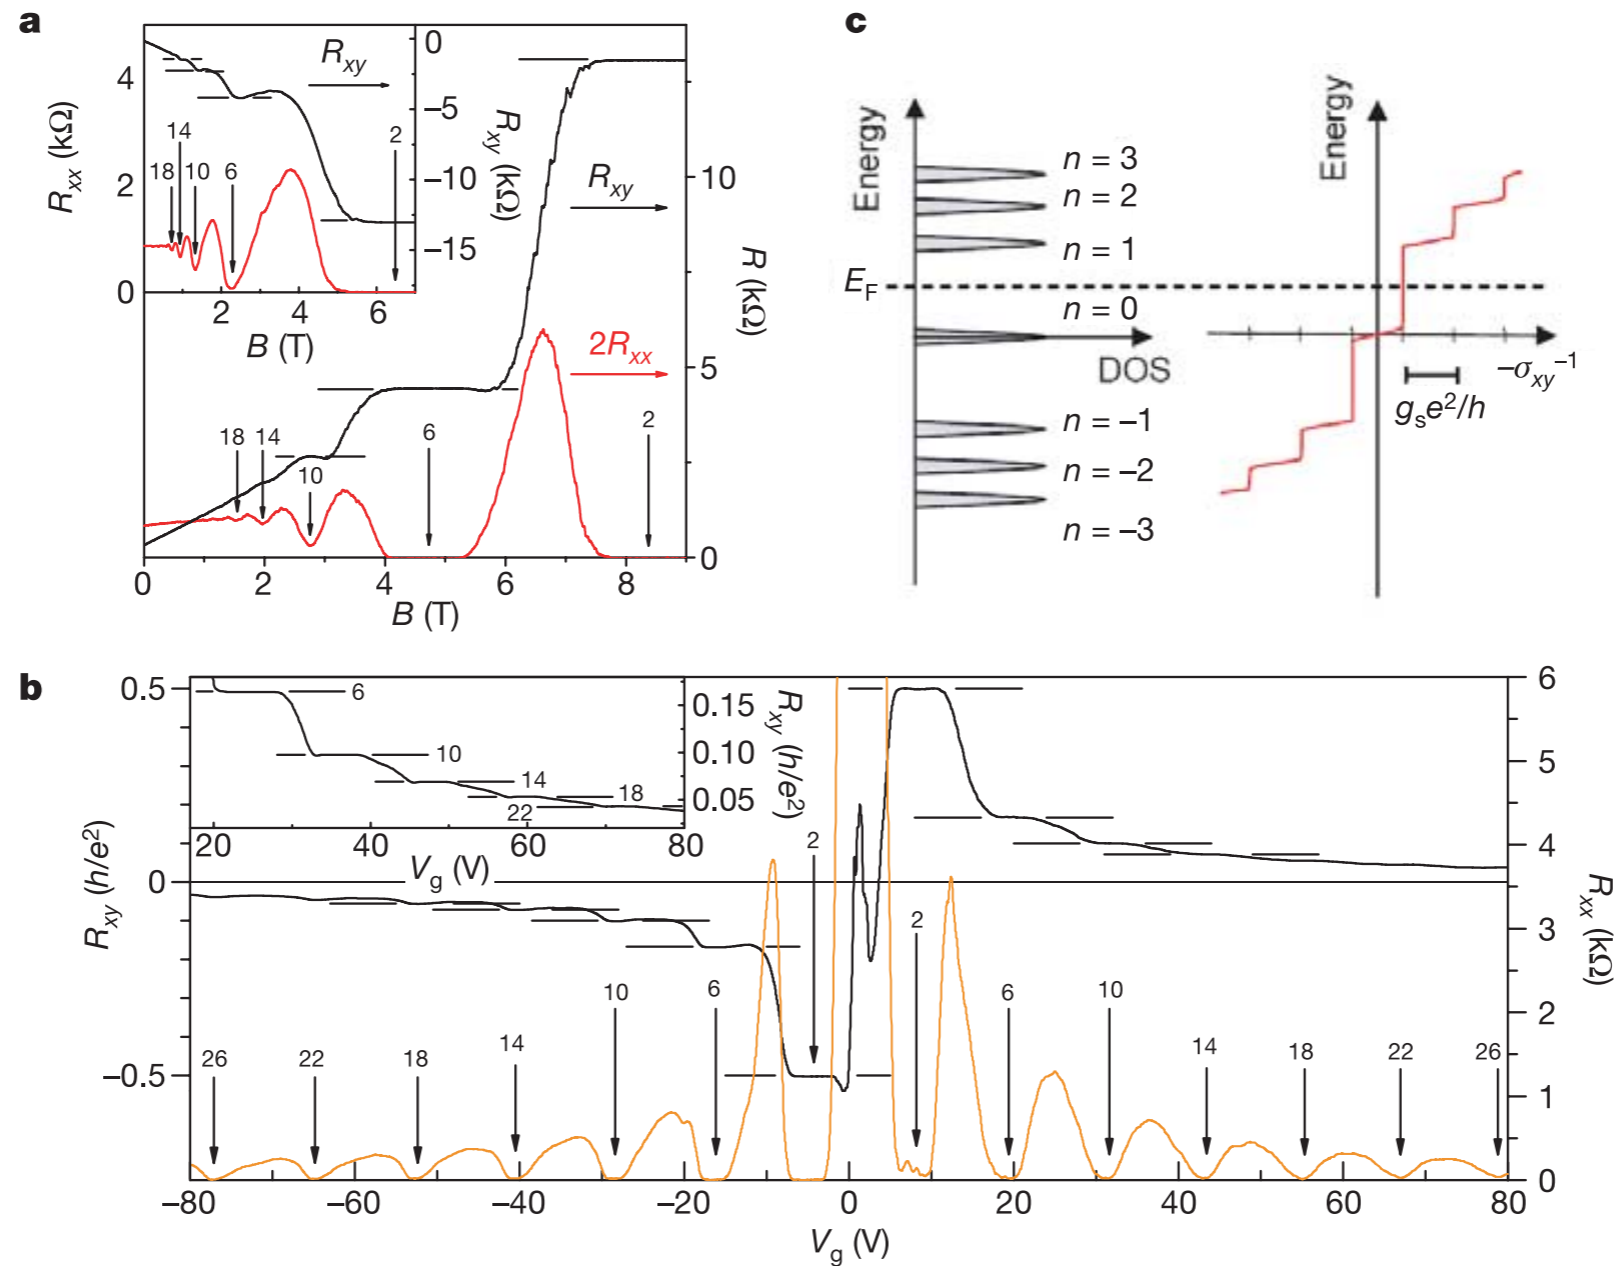 a
R_xx (kΩ)
4
2
0
R_xy
0
−5
−10
−15
R_xy (kΩ)
18
14
10
6
2
2
4
6
B (T)
R_xy
10
5
0
R (kΩ)
2R_xx
18
14
10
6
2
0
2
4
6
8
B (T)
c
Energy
n = 3
n = 2
n = 1
E_F
n = 0
DOS
n = −1
n = −2
n = −3
Energy
−σ_xy⁻¹
g_s e²/h
b
R_xy (h/e²)
0.5
0
−0.5
6
10
14
18
22
0.15
0.10
0.05
R_xy (h/e²)
20
40
60
80
V_g (V)
26
22
18
14
10
6
2
2
6
10
14
18
22
26
6
5
4
3
2
1
0
R_xx (kΩ)
−80
−60
−40
−20
0
20
40
60
80
V_g (V)